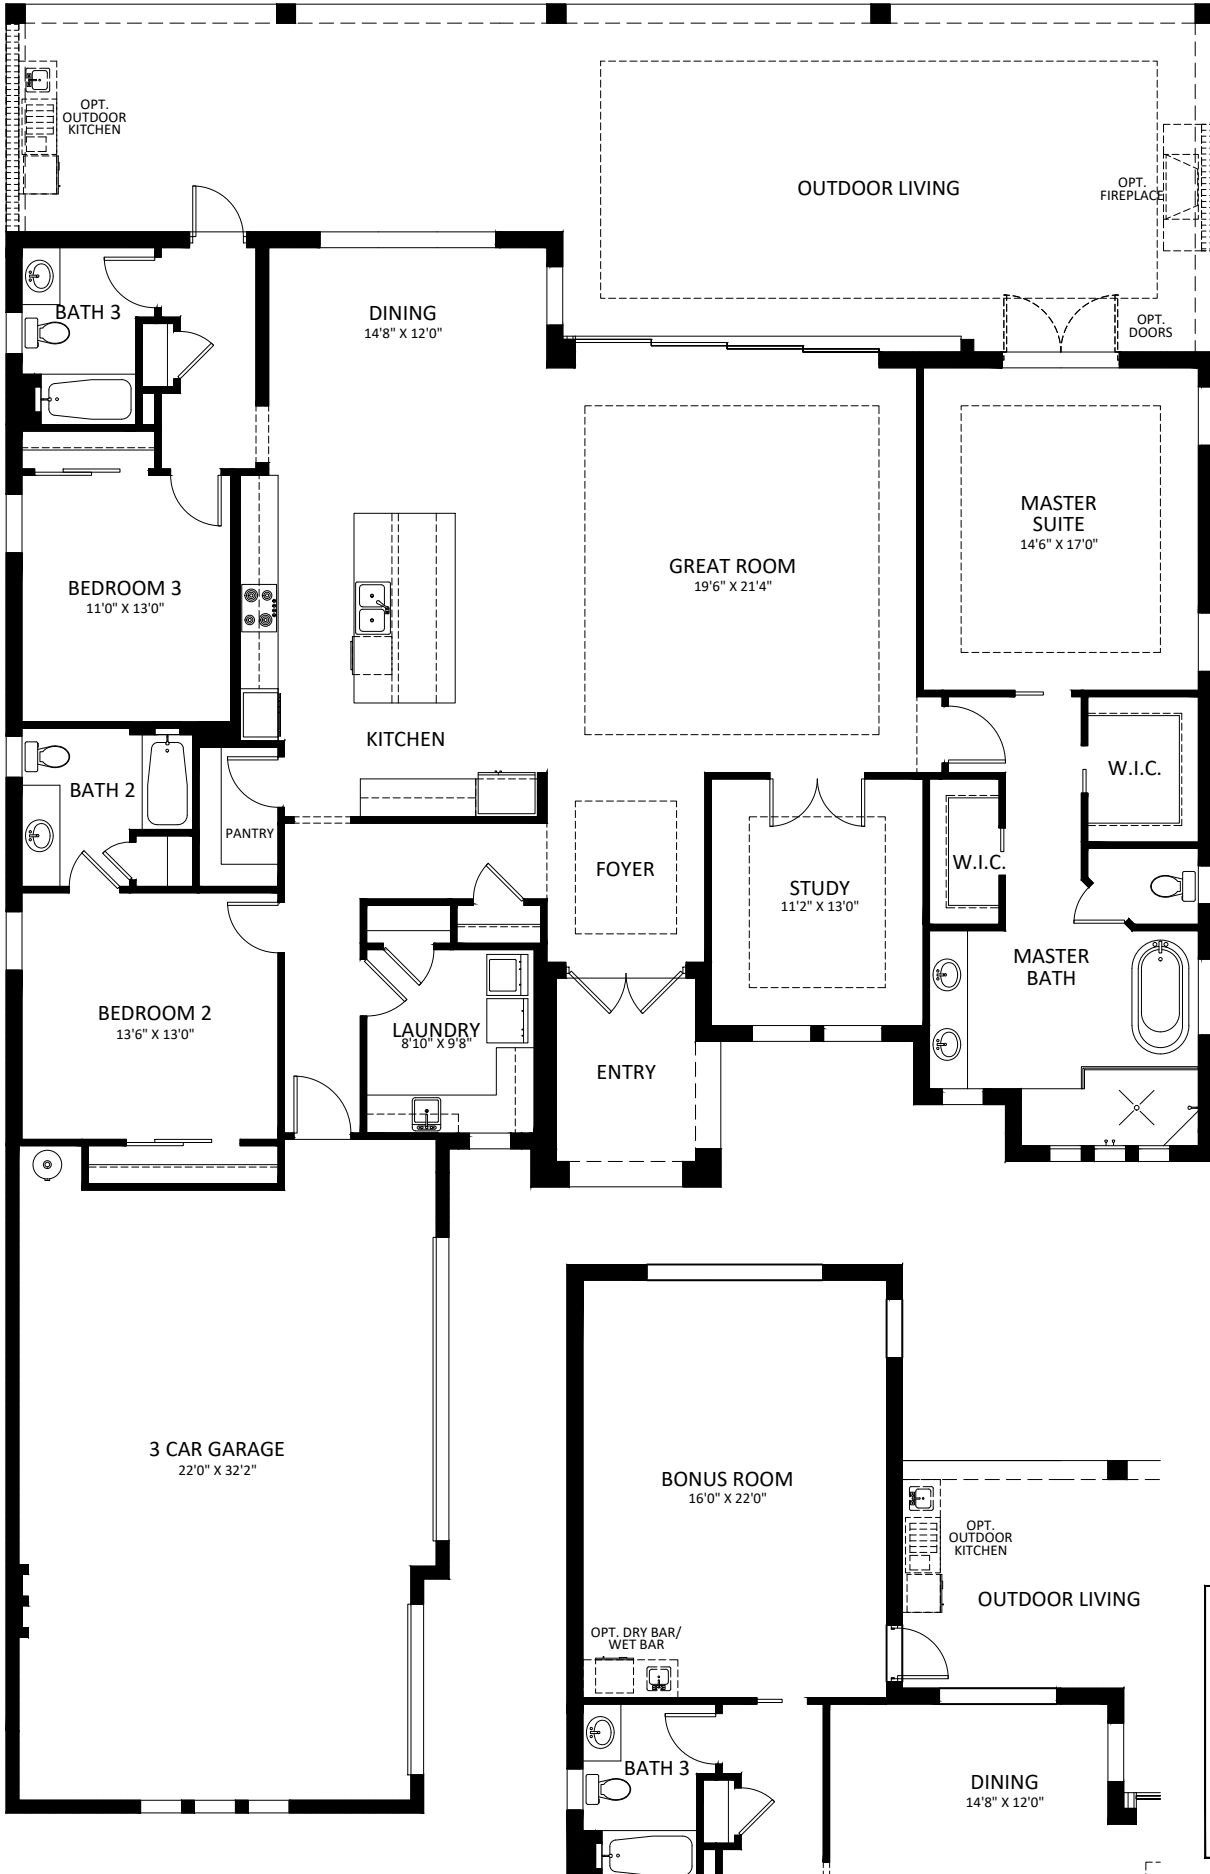 OPT.
OUTDOOR
KITCHEN
OUTDOOR LIVING
OPT.
FIREPLACE
OPT.
DOORS
BATH 3
DINING
14'8" X 12'0"
MASTER
SUITE
14'6" X 17'0"
GREAT ROOM
19'6" X 21'4"
BEDROOM 3
11'0" X 13'0"
KITCHEN
W.I.C.
BATH 2
PANTRY
FOYER
STUDY
11'2" X 13'0"
W.I.C.
MASTER
BATH
BEDROOM 2
13'6" X 13'0"
LAUNDRY
8'10" X 9'8"
ENTRY
3 CAR GARAGE
22'0" X 32'2"
BONUS ROOM
16'0" X 22'0"
OPT.
OUTDOOR
KITCHEN
OUTDOOR LIVING
OPT. DRY BAR/
WET BAR
BATH 3
DINING
14'8" X 12'0"